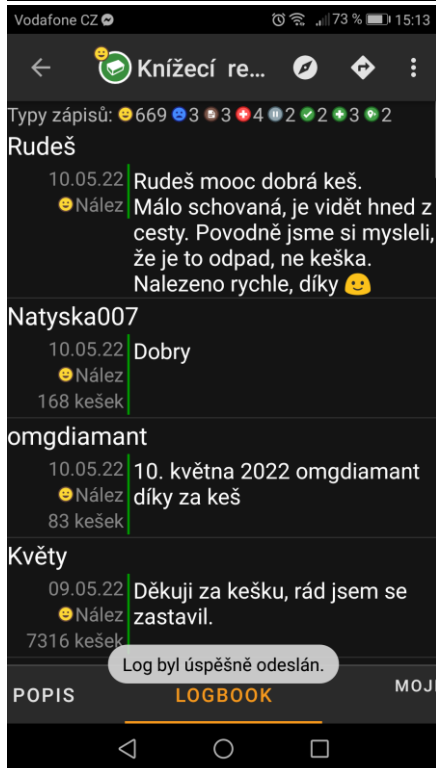 Vodafone CZ 73 % 15:13
Knížecí re...
Typy zápisů: 669 3 3 4 2 2 3 2
Rudeš
10.05.22
Nález
Rudeš mooc dobrá keš.
Málo schovaná, je vidět hned z
cesty. Povodně jsme si mysleli,
že je to odpad, ne keška.
Nalezeno rychle, díky
Natyska007
10.05.22
Nález
168 kešek
Dobry
omgdiamant
10.05.22
Nález
83 kešek
10. května 2022 omgdiamant
díky za keš
Květy
09.05.22
Nález
7316 kešek
Děkuji za kešku, rád jsem se
zastavil.
Log byl úspěšně odeslán.
POPIS LOGBOOK MOJI